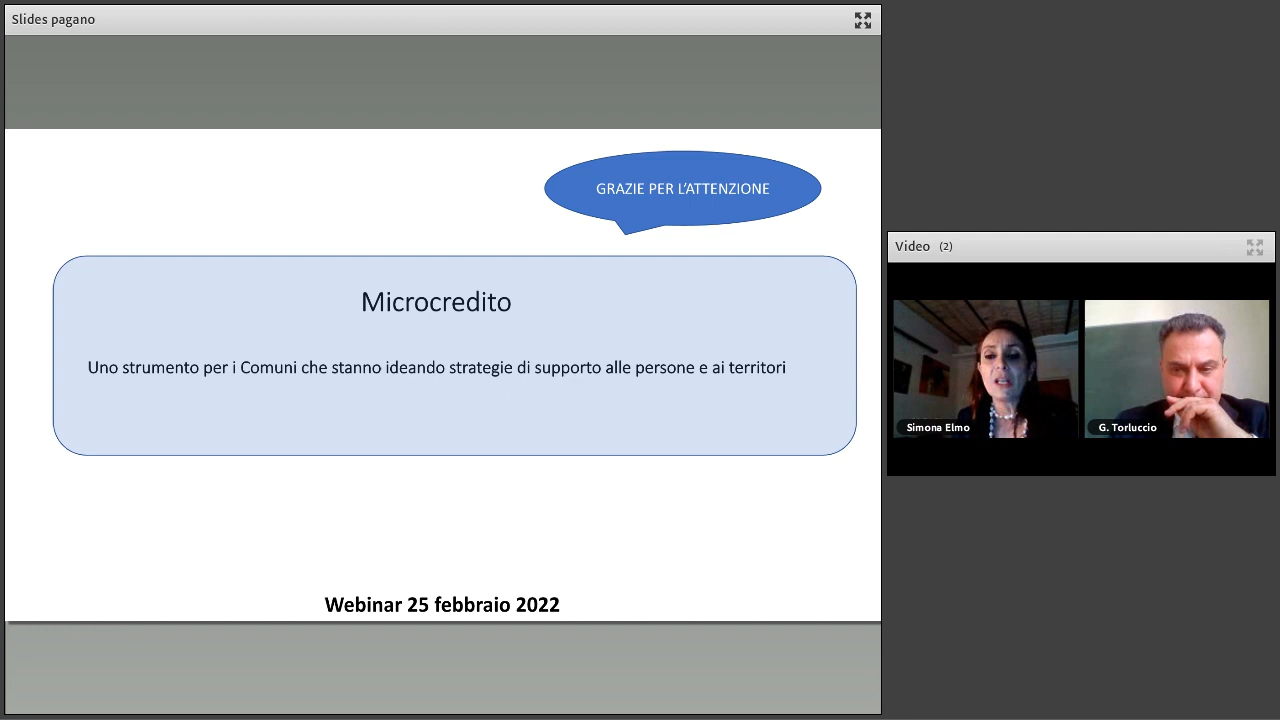 Slides pagano
GRAZIE PER L'ATTENZIONE
Microcredito
Uno strumento per i Comuni che stanno ideando strategie di supporto alle persone e ai territori
Webinar 25 febbraio 2022
Video (2)
Simona Elmo
G. Torluccio